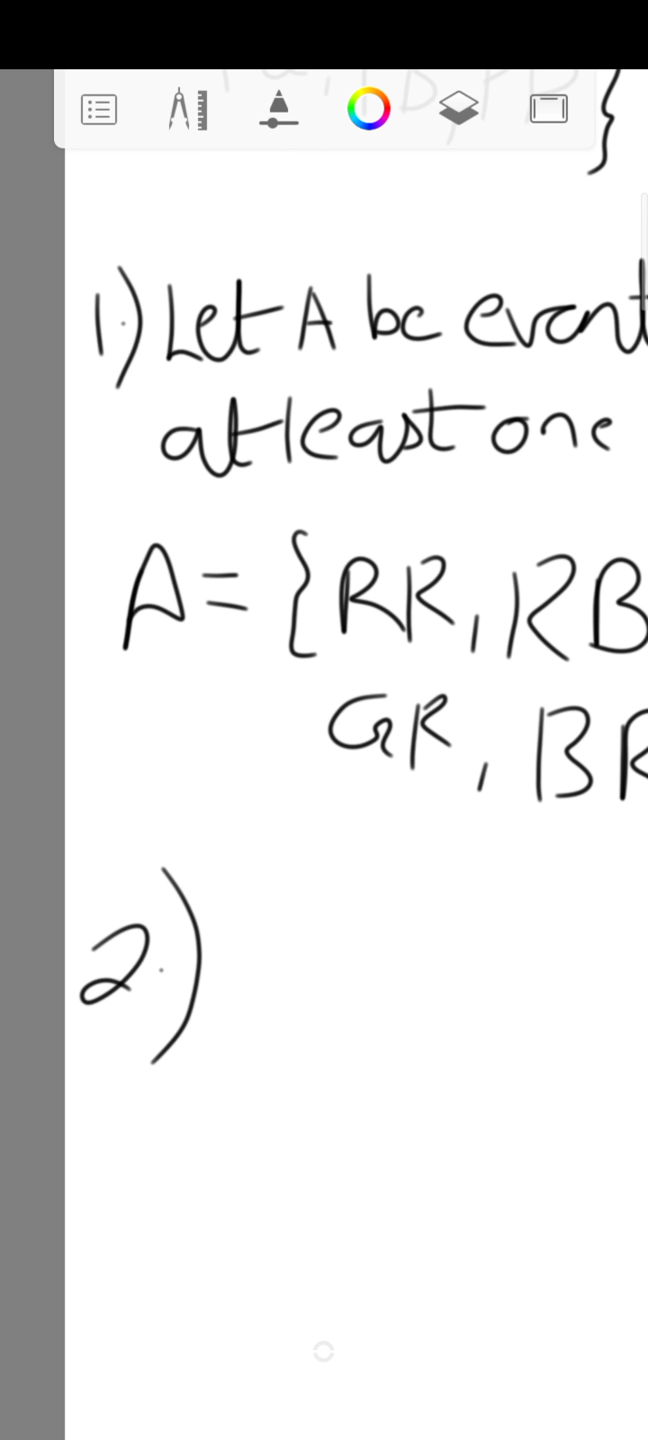 1.) Let A be event
atleast one
A = {RR, RB
GR, BR
2.)